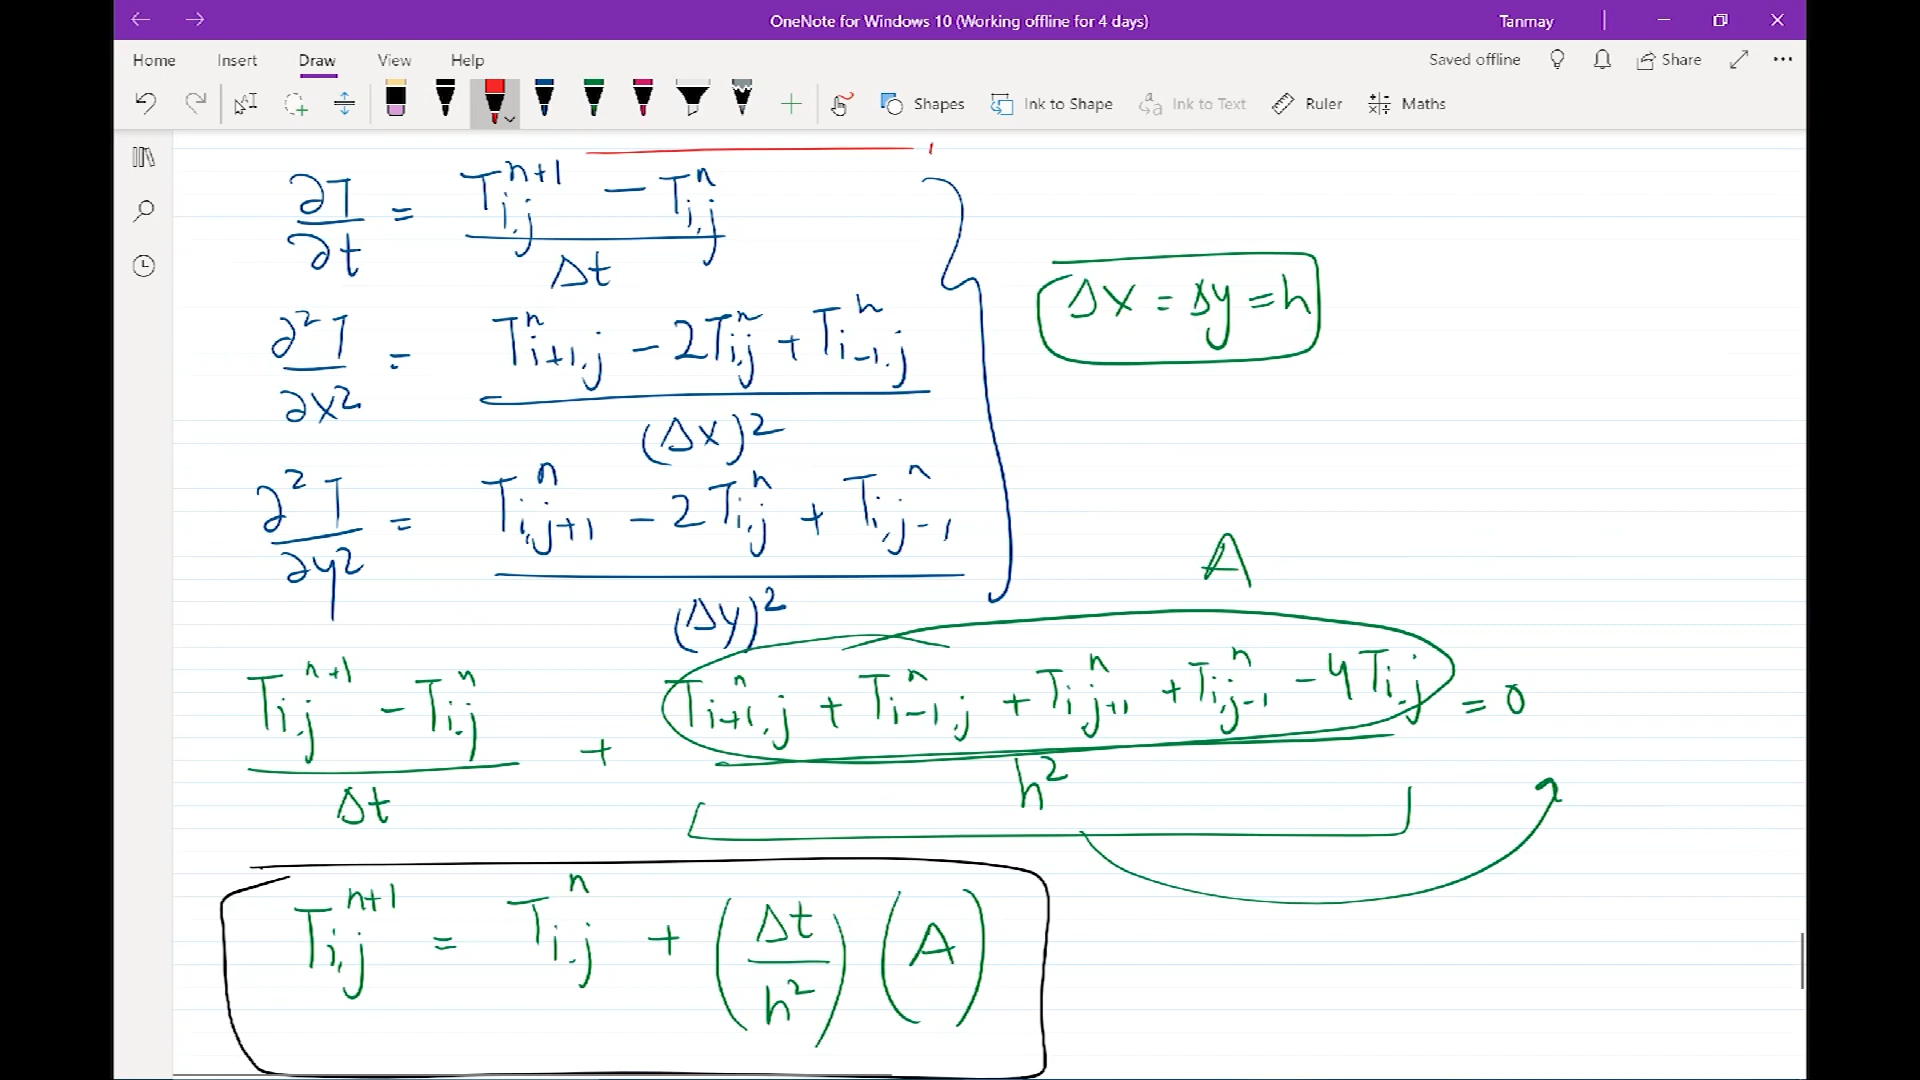 OneNote for Windows 10 (Working offline for 4 days)
Tanmay
Home Insert Draw View Help
Saved offline
Share
Shapes Ink to Shape Ink to Text Ruler Maths
∂T/∂t = (T_{i,j}^{n+1} − T_{i,j}^{n}) / Δt
Δx = Δy = h
∂²T/∂x² = (T_{i+1,j}^{n} − 2T_{i,j}^{n} + T_{i-1,j}^{n}) / (Δx)²
∂²T/∂y² = (T_{i,j+1}^{n} − 2T_{i,j}^{n} + T_{i,j-1}^{n}) / (Δy)²
A
(T_{i,j}^{n+1} − T_{i,j}^{n}) / Δt + (T_{i+1,j}^{n} + T_{i-1,j}^{n} + T_{i,j+1}^{n} + T_{i,j-1}^{n} − 4T_{i,j}) / h² = 0
T_{i,j}^{n+1} = T_{i,j}^{n} + (Δt / h²) (A)